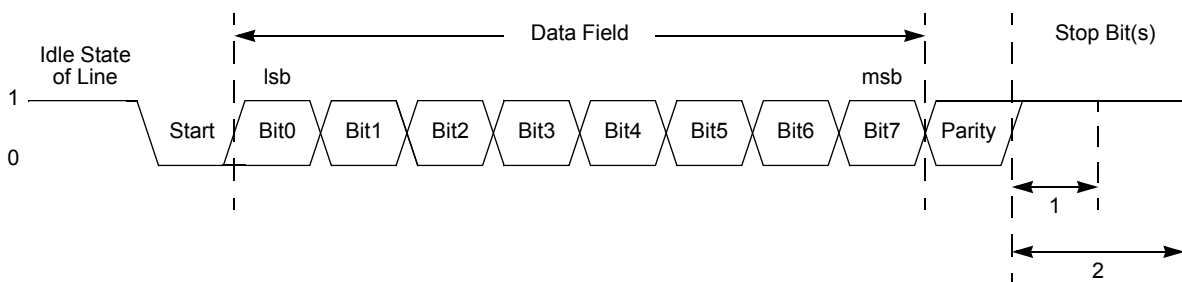 Data Field
Stop Bit(s)
Idle State
of Line
lsb
msb
1
Start
Bit0
Bit1
Bit2
Bit3
Bit4
Bit5
Bit6
Bit7
Parity
0
1
2